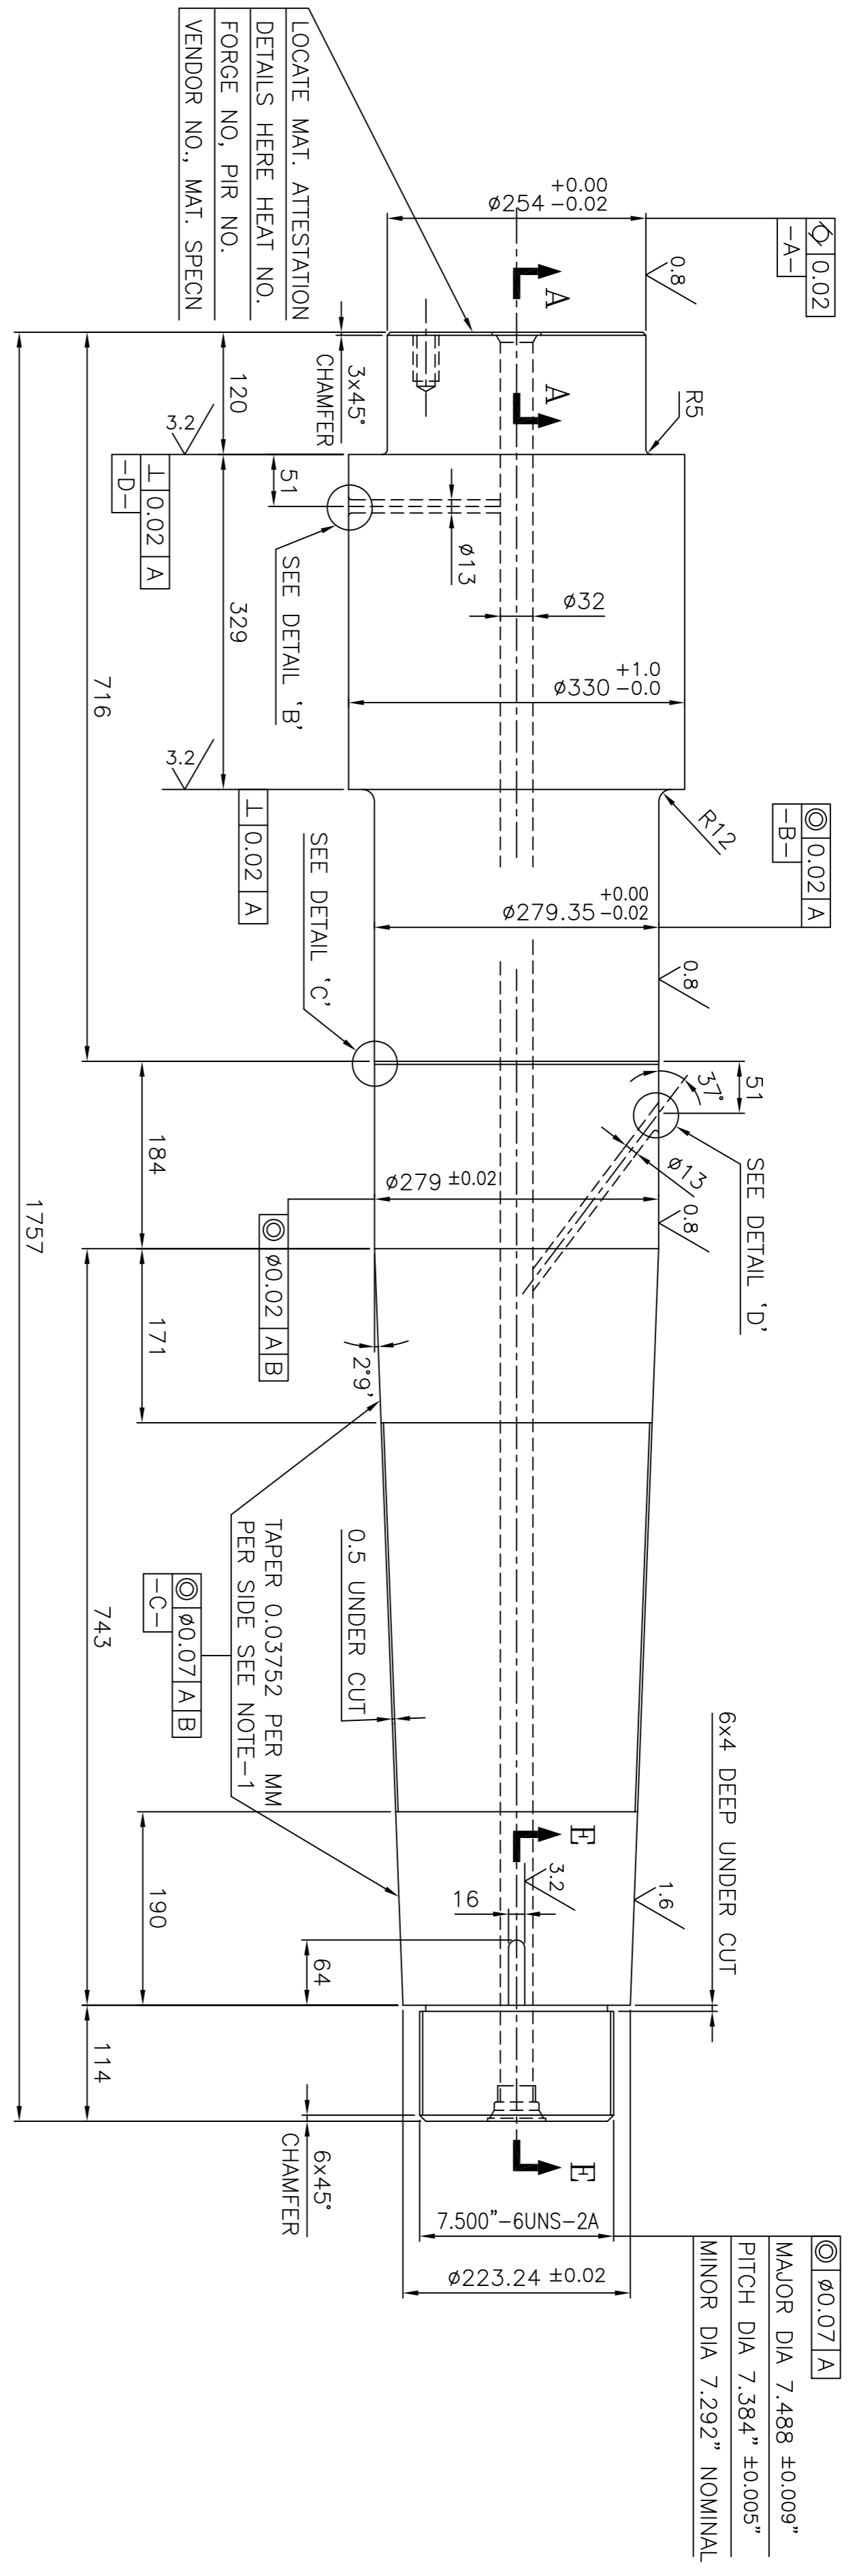 LOCATE MAT. ATTESTATION
DETAILS HERE HEAT NO.
FORGE NO, PIR NO.
VENDOR NO., MAT. SPECN
0.02
-A-
+0.00
ø254 -0.02
0.8
A
A
R5
3x45°
CHAMFER
120
3.2
51
ø13
SEE DETAIL 'B'
⊥ 0.02 A
-D-
329
716
ø32
+1.0
ø330 -0.0
3.2
⊥ 0.02 A
R12
◎ 0.02 A
-B-
+0.00
ø279.35 -0.02
0.8
SEE DETAIL 'C'
51
37°
ø13
SEE DETAIL 'D'
0.8
184
ø279 ±0.02
◎ ø0.02 A B
1757
171
2°9'
TAPER 0.03752 PER MM
PER SIDE SEE NOTE-1
◎ ø0.07 A B
-C-
0.5 UNDER CUT
743
6x4 DEEP UNDER CUT
E
E
3.2
1.6
16
64
190
114
6x45°
CHAMFER
7.500"-6UNS-2A
ø223.24 ±0.02
◎ ø0.07 A
MAJOR DIA 7.488 ±0.009"
PITCH DIA 7.384" ±0.005"
MINOR DIA 7.292" NOMINAL